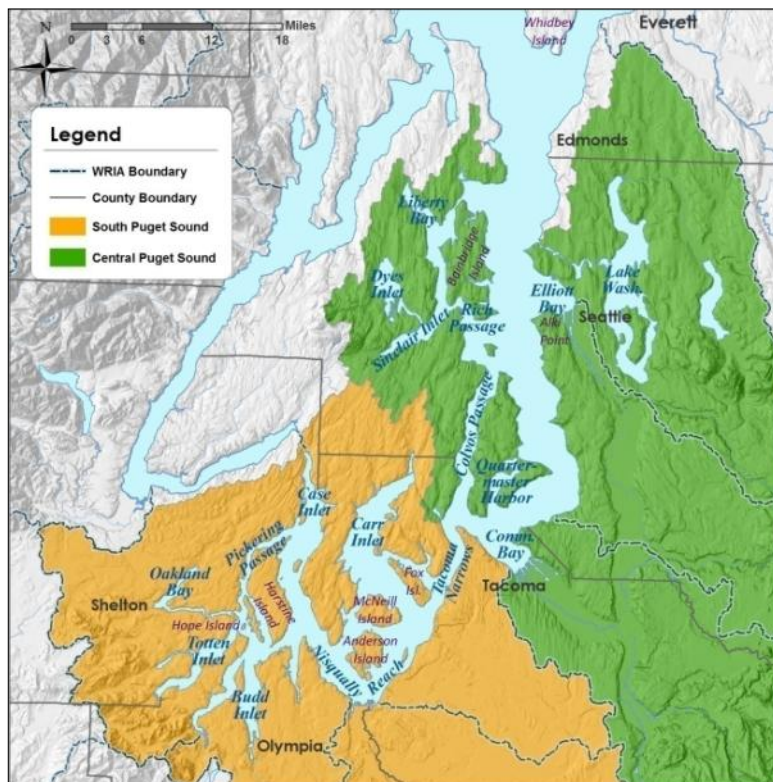 N
Miles
0 3 6 12 18
Whidbey
Island
Everett
Legend
WRIA Boundary
County Boundary
South Puget Sound
Central Puget Sound
Edmonds
Liberty
Bay
Bainbridge
Island
Dyes
Inlet
Lake
Wash.
Elliott
Bay
Rich
Passage
Seattle
Alki
Point
Sinclair Inlet
Colvos Passage
Quarter-
master
Harbor
Case
Inlet
Carr
Inlet
Pickering
Passage
Comm.
Bay
Tacoma
Narrows
Fox
Isl.
Tacoma
Oakland
Bay
Harstine
Island
Shelton
McNeill
Island
Hope Island
Totten
Inlet
Anderson
Island
Nisqually
Reach
Budd
Inlet
Olympia